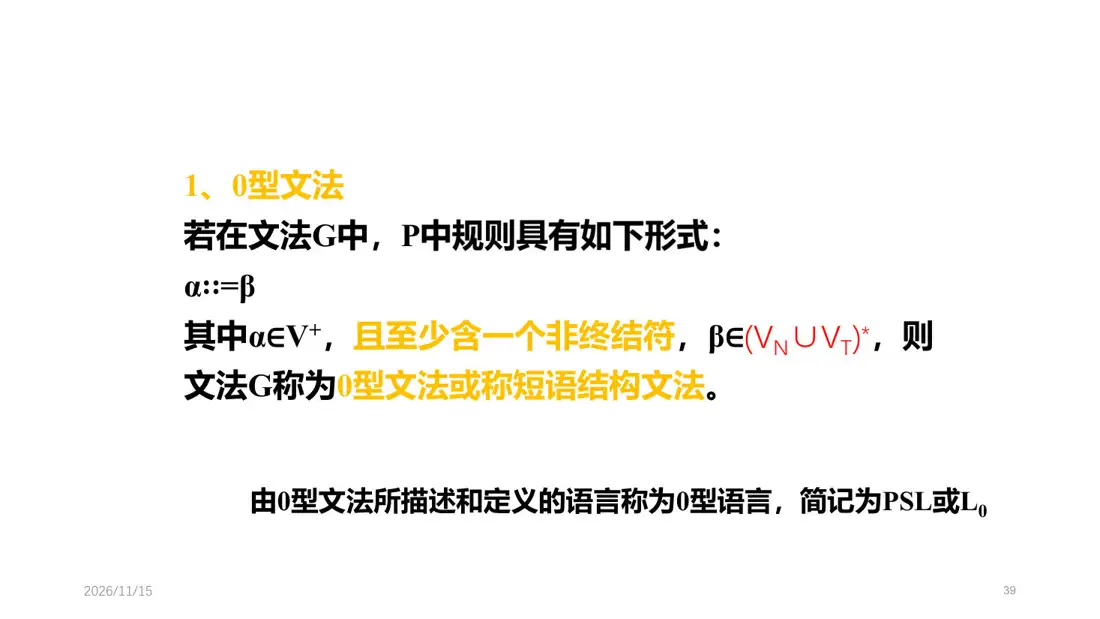 1、0型文法
若在文法G中，P中规则具有如下形式：
α∷=β
其中α∈V⁺，且至少含一个非终结符，β∈(V_N∪V_T)*，则
文法G称为0型文法或称短语结构文法。
由0型文法所描述和定义的语言称为0型语言，简记为PSL或L₀
2026/11/15
39